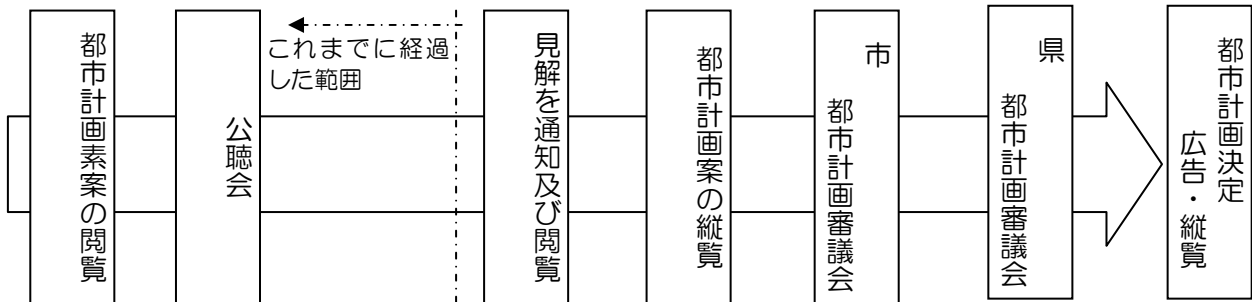 都市計画素案の閲覧
公聴会
これまでに経過
した範囲
見解を通知及び閲覧
都市計画案の縦覧
市
都市計画審議会
県
都市計画審議会
都市計画決定
広告・縦覧